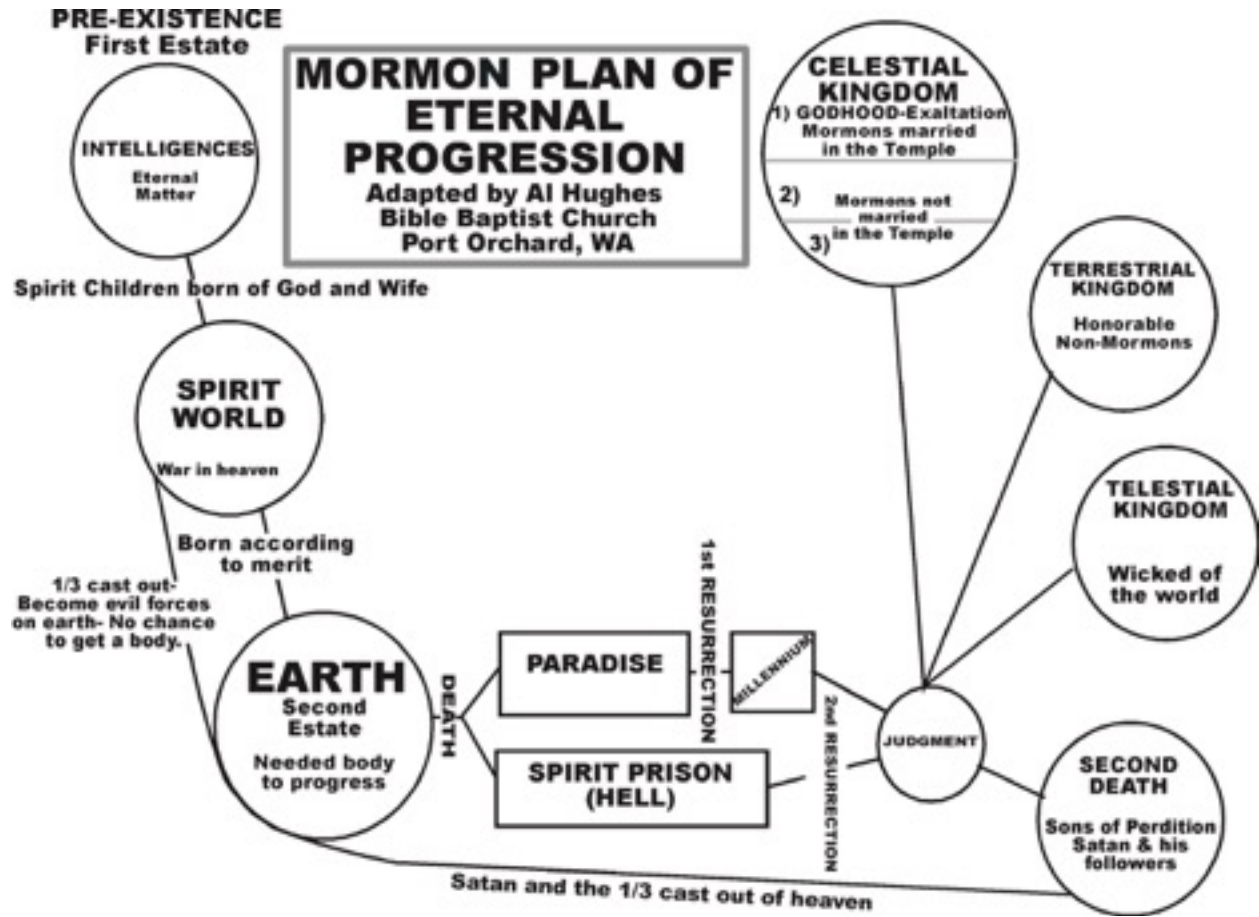 PRE-EXISTENCE
First Estate
INTELLIGENCES
Eternal
Matter
MORMON PLAN OF
ETERNAL
PROGRESSION
Adapted by Al Hughes
Bible Baptist Church
Port Orchard, WA
CELESTIAL
KINGDOM
1) GODHOOD-Exaltation
Mormons married
in the Temple
2) Mormons not
married
3) in the Temple
TERRESTRIAL
KINGDOM
Honorable
Non-Mormons
Spirit Children born of God and Wife
SPIRIT
WORLD
War in heaven
TELESTIAL
KINGDOM
Wicked of
the world
Born according
to merit
1/3 cast out-
Become evil forces
on earth- No chance
to get a body.
EARTH
Second
Estate
Needed body
to progress
DEATH
PARADISE
1st RESURRECTION
MILLENNIUM
SPIRIT PRISON
(HELL)
2nd RESURRECTION
JUDGMENT
SECOND
DEATH
Sons of Perdition
Satan & his
followers
Satan and the 1/3 cast out of heaven